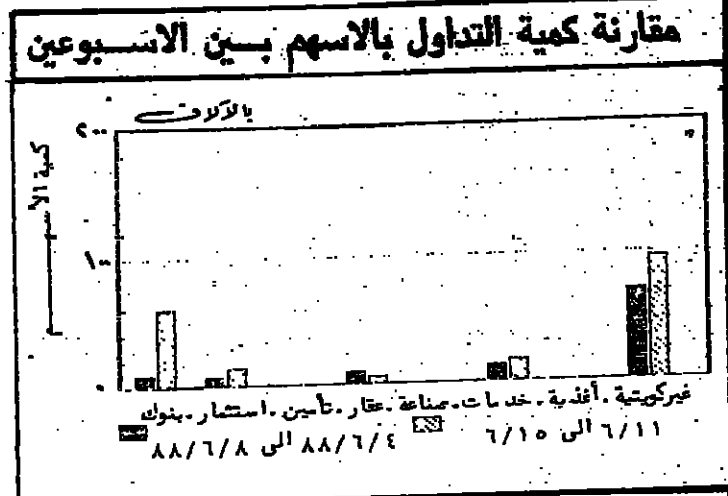 مقارنة كمية التداول بالاسهم بين الاسبوعين
بالآلاف
٢٠٠
كمية الأسهم
١٠٠
٠
غيركويتية . أغذية . خدمات . صناعة . عقار . تأمين . استثمار . بنوك
٦/١١ الى ٦/١٥ ٨٨/٦/٤ الى ٨٨/٦/٨